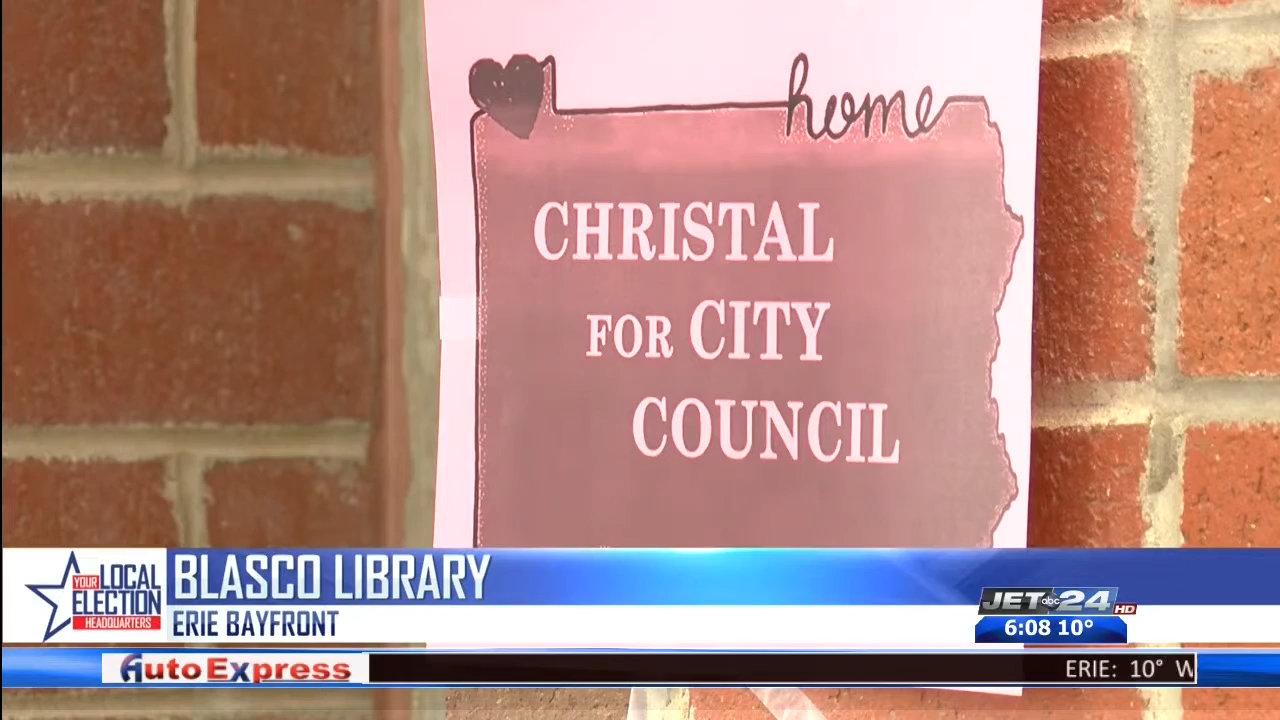 home
CHRISTAL
FOR CITY
COUNCIL
YOUR LOCAL
ELECTION
HEADQUARTERS
BLASCO LIBRARY
ERIE BAYFRONT
JET abc 24 HD
6:08 10°
AutoExpress
ERIE: 10° W